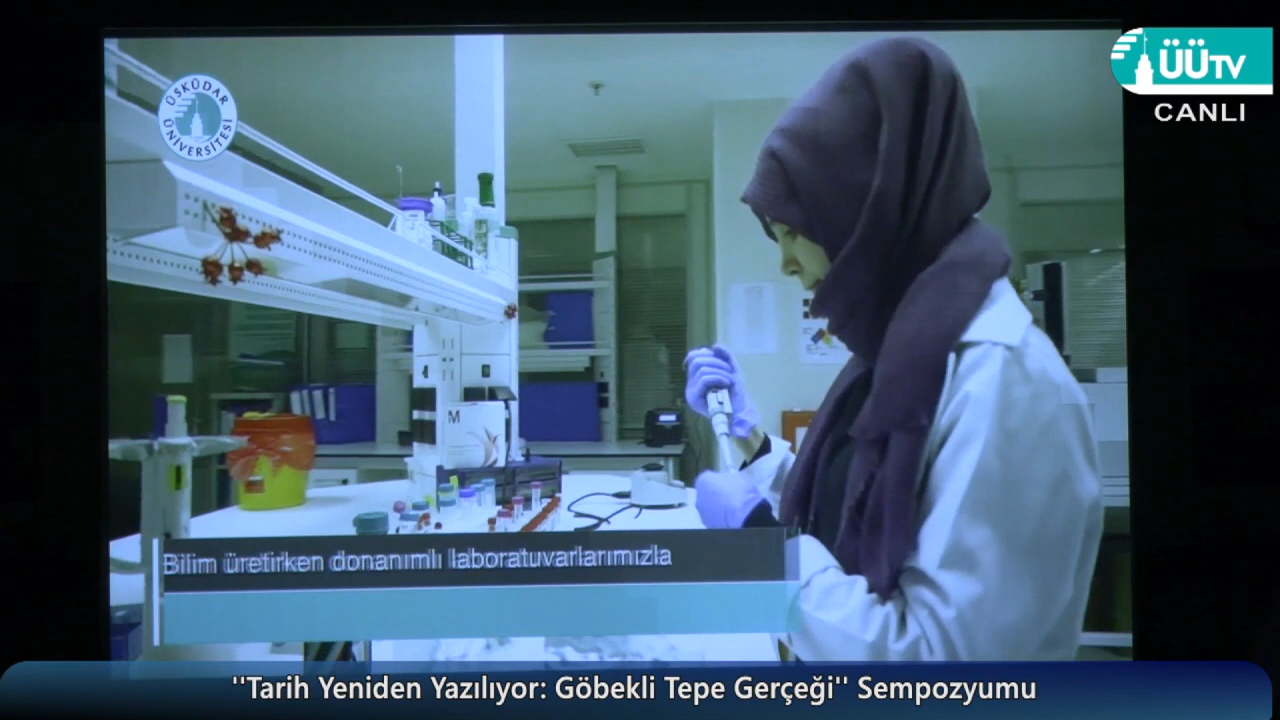 ÜÜTV
CANLI
ÜSKÜDAR ÜNİVERSİTESİ
M
Bilim üretirken donanımlı laboratuvarlarımızla
''Tarih Yeniden Yazılıyor: Göbekli Tepe Gerçeği'' Sempozyumu